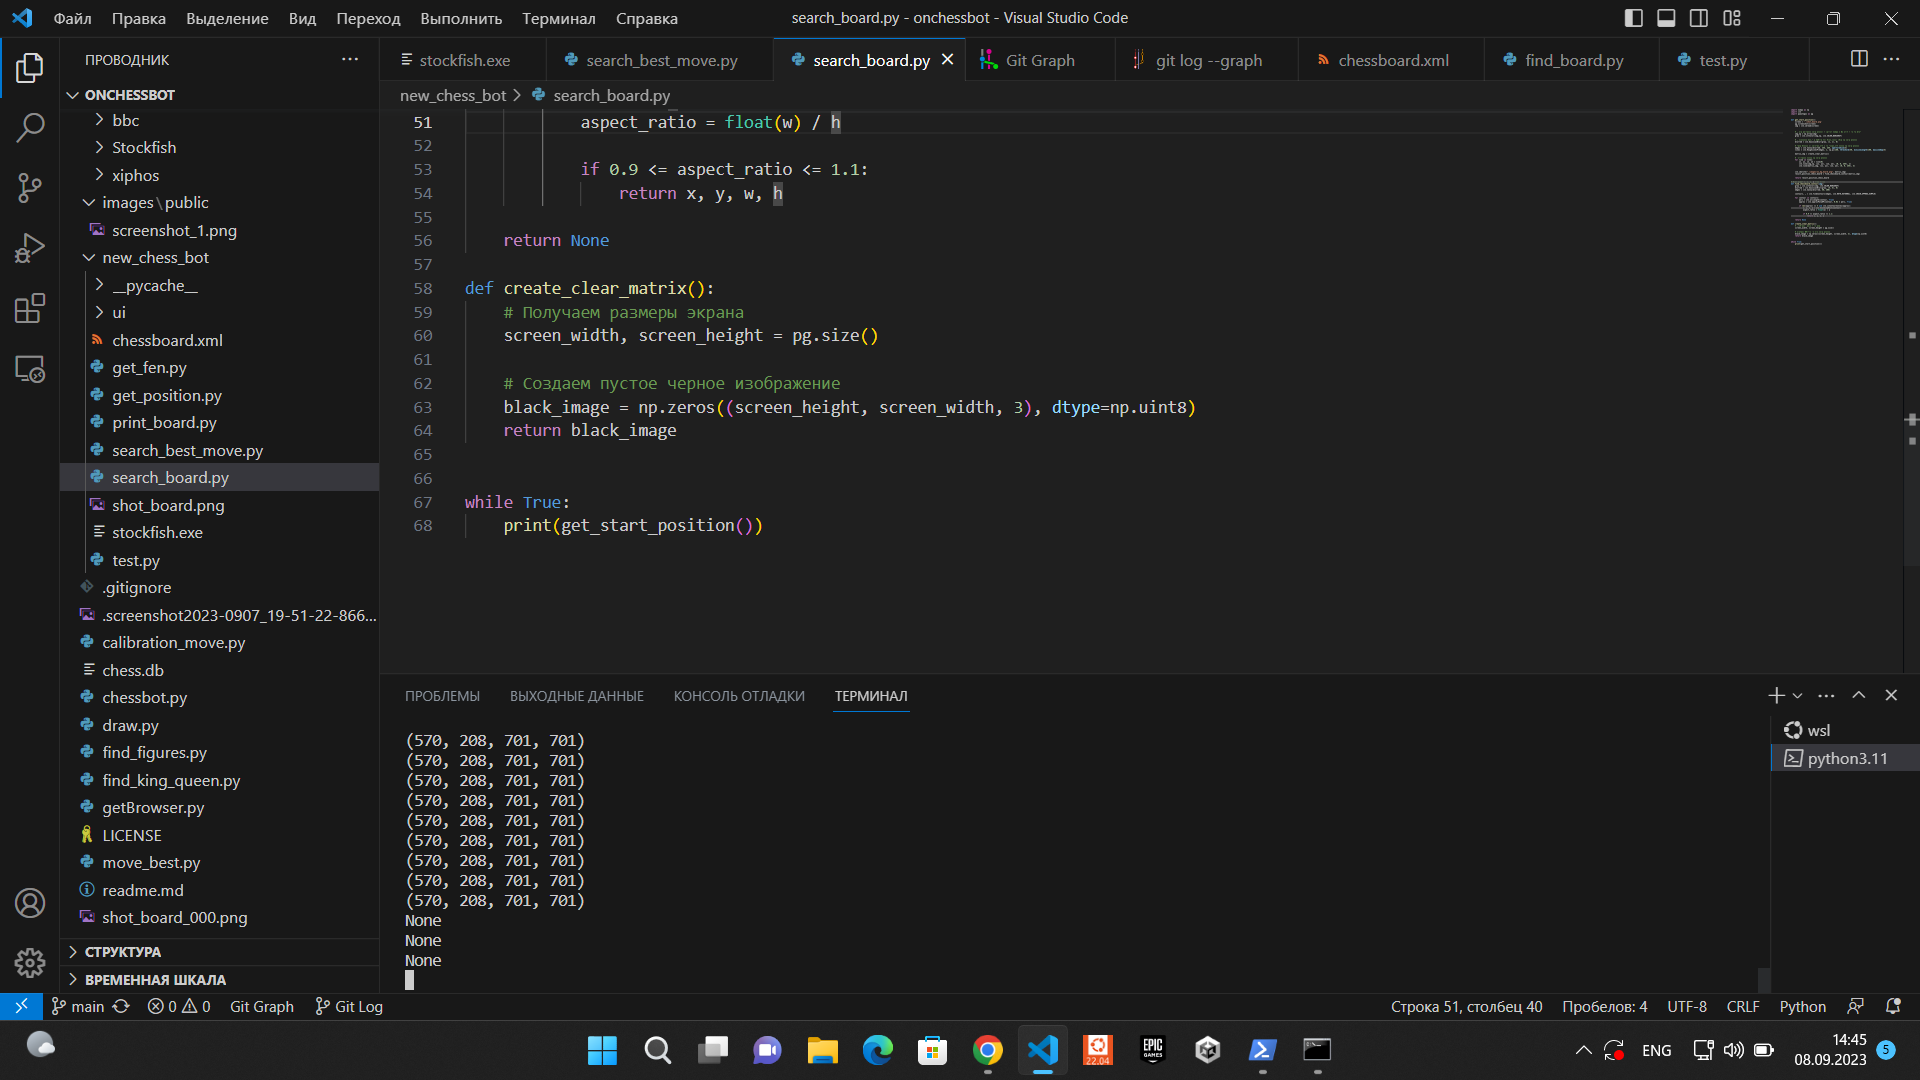 Файл Правка Выделение Вид Переход Выполнить Терминал Справка
search_board.py - onchessbot - Visual Studio Code
ПРОВОДНИК
ONCHESSBOT
bbc
Stockfish
xiphos
images\public
screenshot_1.png
new_chess_bot
__pycache__
ui
chessboard.xml
get_fen.py
get_position.py
print_board.py
search_best_move.py
search_board.py
shot_board.png
stockfish.exe
test.py
.gitignore
.screenshot2023-0907_19-51-22-866...
calibration_move.py
chess.db
chessbot.py
draw.py
find_figures.py
find_king_queen.py
getBrowser.py
LICENSE
move_best.py
readme.md
shot_board_000.png
СТРУКТУРА
ВРЕМЕННАЯ ШКАЛА
stockfish.exe search_best_move.py search_board.py Git Graph git log --graph chessboard.xml find_board.py test.py
new_chess_bot > search_board.py
51 aspect_ratio = float(w) / h
52
53 if 0.9 <= aspect_ratio <= 1.1:
54 return x, y, w, h
55
56 return None
57
58 def create_clear_matrix():
59 # Получаем размеры экрана
60 screen_width, screen_height = pg.size()
61
62 # Создаем пустое черное изображение
63 black_image = np.zeros((screen_height, screen_width, 3), dtype=np.uint8)
64 return black_image
65
66
67 while True:
68 print(get_start_position())
ПРОБЛЕМЫ ВЫХОДНЫЕ ДАННЫЕ КОНСОЛЬ ОТЛАДКИ ТЕРМИНАЛ
(570, 208, 701, 701)
(570, 208, 701, 701)
(570, 208, 701, 701)
(570, 208, 701, 701)
(570, 208, 701, 701)
(570, 208, 701, 701)
(570, 208, 701, 701)
(570, 208, 701, 701)
(570, 208, 701, 701)
None
None
None
wsl
python3.11
main 0 0 Git Graph Git Log
Строка 51, столбец 40 Пробелов: 4 UTF-8 CRLF Python
22.04
EPIC GAMES
ENG
14:45
08.09.2023
5